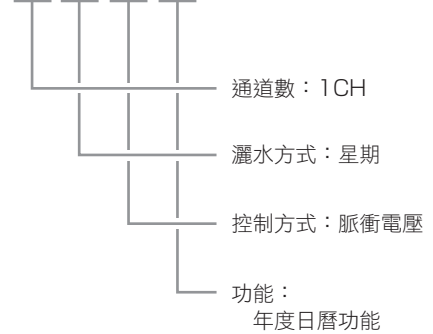 通道數：1CH
灑水方式：星期
控制方式：脈衝電壓
功能：
年度日曆功能